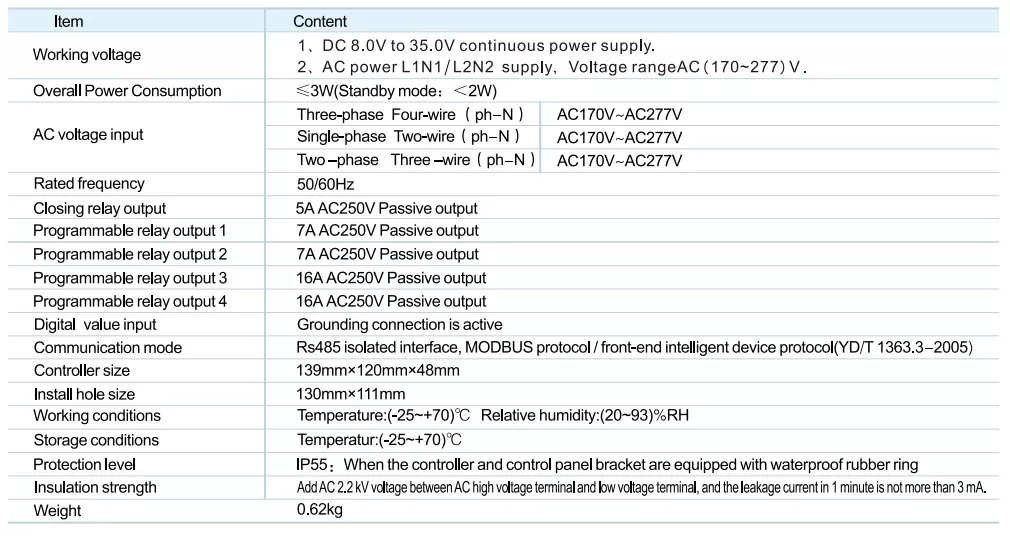 Item Content
Working voltage
1、DC 8.0V to 35.0V continuous power supply.
2、AC power L1N1/L2N2 supply, Voltage rangeAC(170~277)V.
Overall Power Consumption ≤3W(Standby mode：＜2W)
AC voltage input
Three-phase Four-wire（ph–N） AC170V~AC277V
Single-phase Two-wire（ph–N） AC170V~AC277V
Two–phase Three–wire（ph–N） AC170V~AC277V
Rated frequency 50/60Hz
Closing relay output 5A AC250V Passive output
Programmable relay output 1 7A AC250V Passive output
Programmable relay output 2 7A AC250V Passive output
Programmable relay output 3 16A AC250V Passive output
Programmable relay output 4 16A AC250V Passive output
Digital value input Grounding connection is active
Communication mode Rs485 isolated interface, MODBUS protocol / front-end intelligent device protocol(YD/T 1363.3–2005)
Controller size 139mm×120mm×48mm
Install hole size 130mm×111mm
Working conditions Temperature:(-25~+70)℃ Relative humidity:(20~93)%RH
Storage conditions Temperatur:(-25~+70)℃
Protection level IP55：When the controller and control panel bracket are equipped with waterproof rubber ring
Insulation strength Add AC 2.2 kV voltage between AC high voltage terminal and low voltage terminal, and the leakage current in 1 minute is not more than 3 mA.
Weight 0.62kg